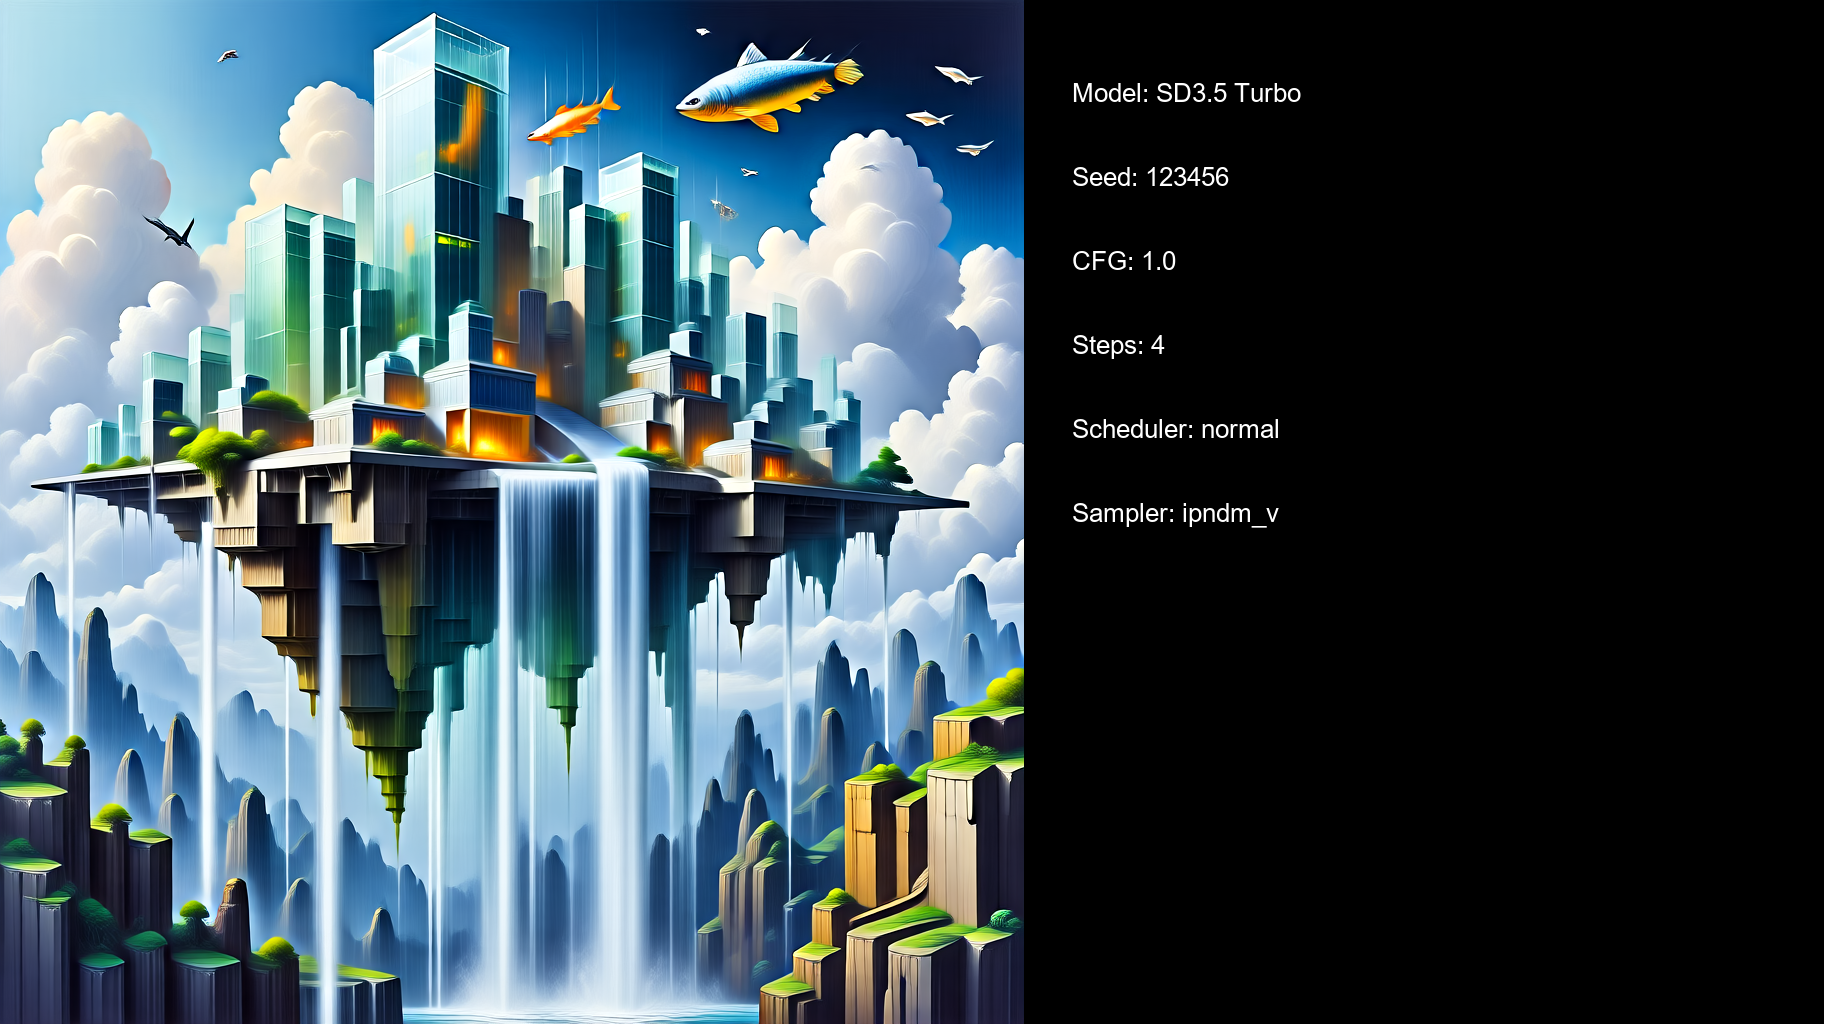 Model: SD3.5 Turbo
Seed: 123456
CFG: 1.0
Steps: 4
Scheduler: normal
Sampler: ipndm_v